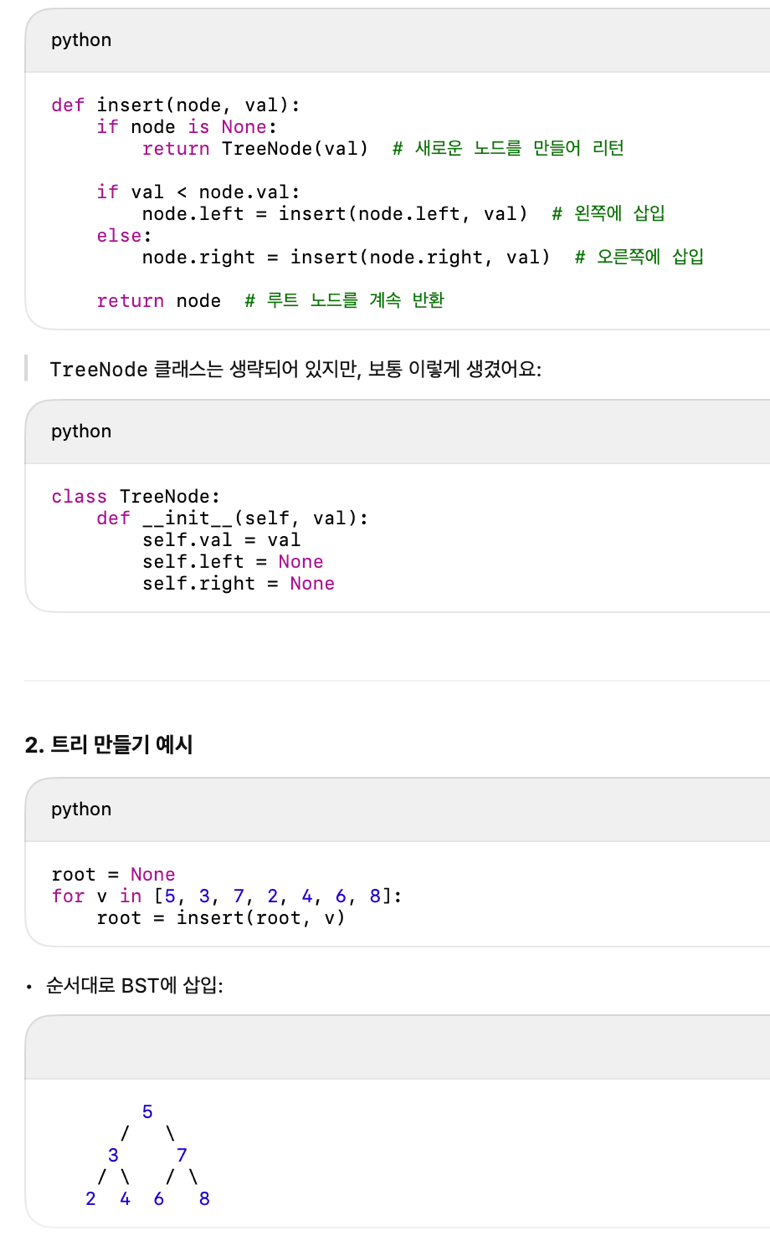 python
def insert(node, val):
    if node is None:
        return TreeNode(val)  # 새로운 노드를 만들어 리턴
    if val < node.val:
        node.left = insert(node.left, val)  # 왼쪽에 삽입
    else:
        node.right = insert(node.right, val)  # 오른쪽에 삽입
    return node  # 루트 노드를 계속 반환
TreeNode 클래스는 생략되어 있지만, 보통 이렇게 생겼어요:
python
class TreeNode:
    def __init__(self, val):
        self.val = val
        self.left = None
        self.right = None
2. 트리 만들기 예시
python
root = None
for v in [5, 3, 7, 2, 4, 6, 8]:
    root = insert(root, v)
• 순서대로 BST에 삽입:
        5
      /   \
     3     7
    / \   / \
   2  4  6   8